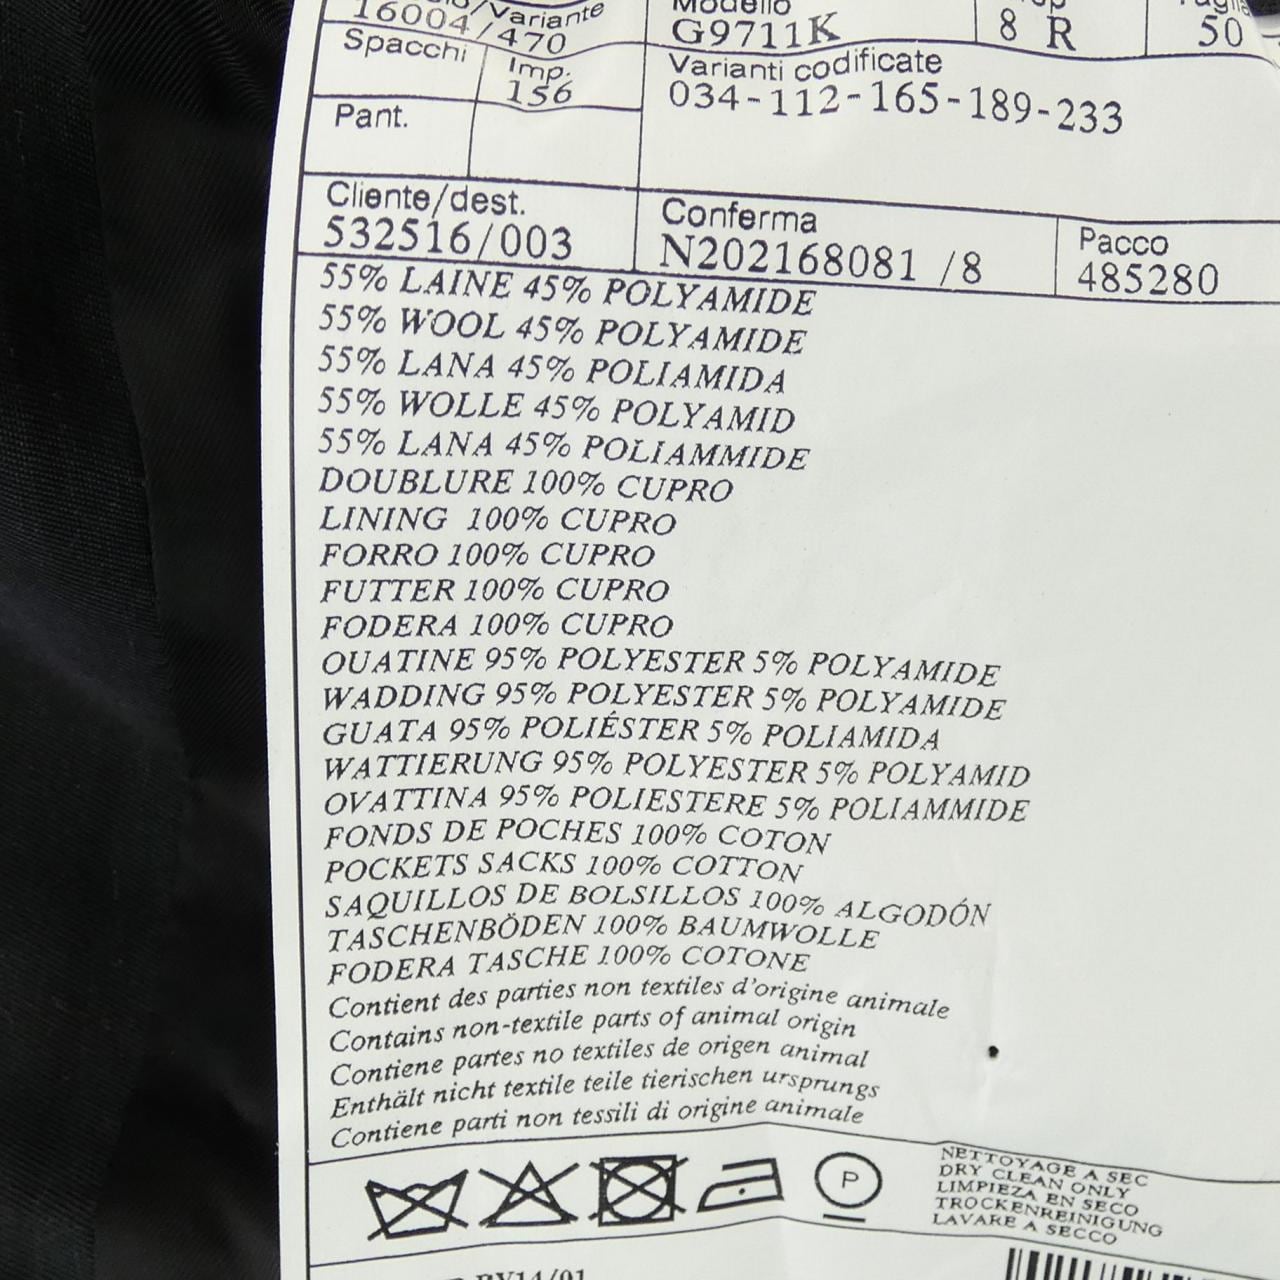 /Variante
16004/470
Modello
G9711K
8 R
50
Spacchi
Imp.
156
Varianti codificate
034-112-165-189-233
Pant.
Cliente/dest.
532516/003
Conferma
N202168081 /8
Pacco
485280
55% LAINE 45% POLYAMIDE
55% WOOL 45% POLYAMIDE
55% LANA 45% POLIAMIDA
55% WOLLE 45% POLYAMID
55% LANA 45% POLIAMMIDE
DOUBLURE 100% CUPRO
LINING 100% CUPRO
FORRO 100% CUPRO
FUTTER 100% CUPRO
FODERA 100% CUPRO
OUATINE 95% POLYESTER 5% POLYAMIDE
WADDING 95% POLYESTER 5% POLYAMIDE
GUATA 95% POLIÉSTER 5% POLIAMIDA
WATTIERUNG 95% POLYESTER 5% POLYAMID
OVATTINA 95% POLIESTERE 5% POLIAMMIDE
FONDS DE POCHES 100% COTON
POCKETS SACKS 100% COTTON
SAQUILLOS DE BOLSILLOS 100% ALGODÓN
TASCHENBÖDEN 100% BAUMWOLLE
FODERA TASCHE 100% COTONE
Contient des parties non textiles d'origine animale
Contains non-textile parts of animal origin
Contiene partes no textiles de origen animal
Enthält nicht textile teile tierischen ursprungs
Contiene parti non tessili di origine animale
P
NETTOYAGE A SEC
DRY CLEAN ONLY
LIMPIEZA EN SECO
TROCKENREINIGUNG
LAVARE A SECCO